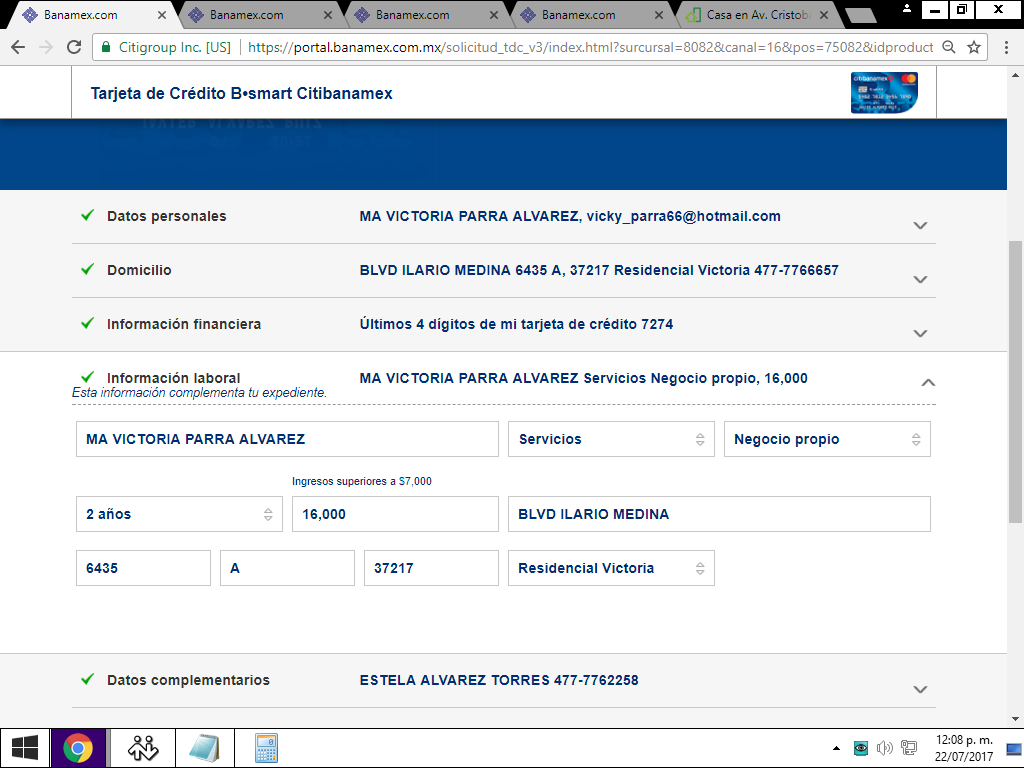 Banamex.com Banamex.com Banamex.com Banamex.com Casa en Av. Cristob
Citigroup Inc. [US] https://portal.banamex.com.mx/solicitud_tdc_v3/index.html?surcursal=8082&canal=16&pos=75082&idproduct
Tarjeta de Crédito B•smart Citibanamex
citibanamex
Datos personales MA VICTORIA PARRA ALVAREZ, vicky_parra66@hotmail.com
Domicilio BLVD ILARIO MEDINA 6435 A, 37217 Residencial Victoria 477-7766657
Información financiera Últimos 4 dígitos de mi tarjeta de crédito 7274
Información laboral MA VICTORIA PARRA ALVAREZ Servicios Negocio propio, 16,000
Esta información complementa tu expediente.
MA VICTORIA PARRA ALVAREZ Servicios Negocio propio
Ingresos superiores a $7,000
2 años 16,000 BLVD ILARIO MEDINA
6435 A 37217 Residencial Victoria
Datos complementarios ESTELA ALVAREZ TORRES 477-7762258
12:08 p. m.
22/07/2017